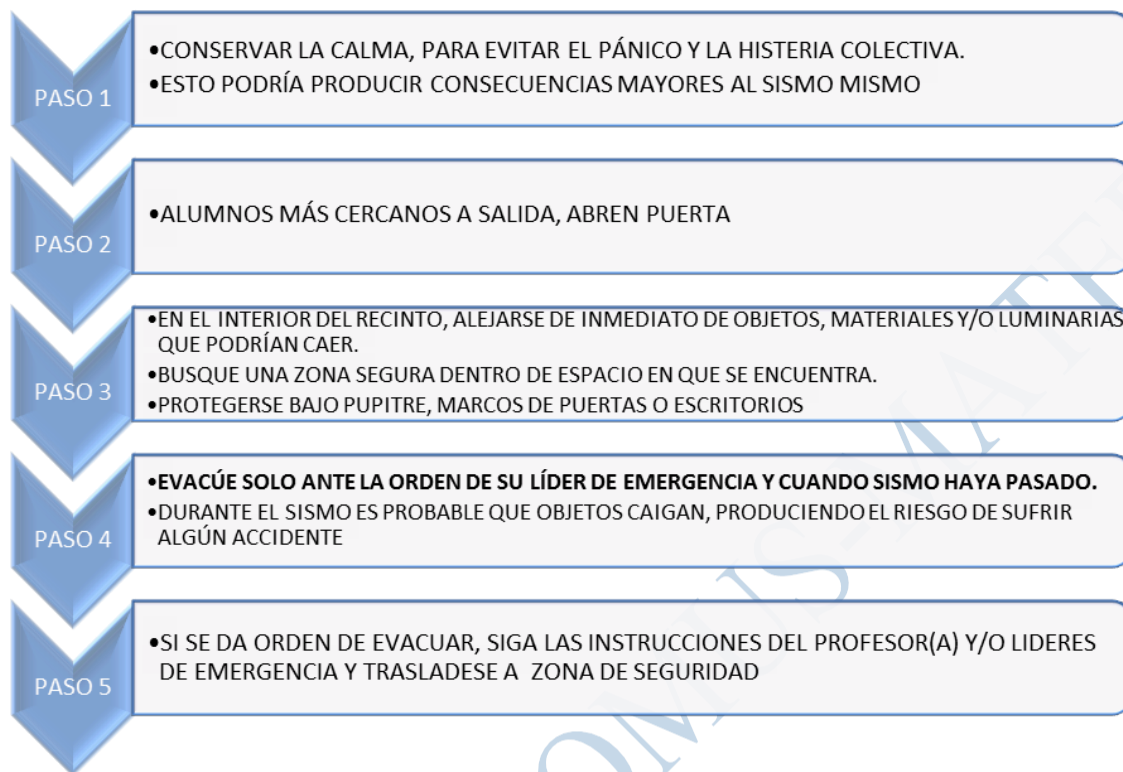 PASO 1
•CONSERVAR LA CALMA, PARA EVITAR EL PÁNICO Y LA HISTERIA COLECTIVA.
•ESTO PODRÍA PRODUCIR CONSECUENCIAS MAYORES AL SISMO MISMO
PASO 2
•ALUMNOS MÁS CERCANOS A SALIDA, ABREN PUERTA
PASO 3
•EN EL INTERIOR DEL RECINTO, ALEJARSE DE INMEDIATO DE OBJETOS, MATERIALES Y/O LUMINARIAS
QUE PODRÍAN CAER.
•BUSQUE UNA ZONA SEGURA DENTRO DE ESPACIO EN QUE SE ENCUENTRA.
•PROTEGERSE BAJO PUPITRE, MARCOS DE PUERTAS O ESCRITORIOS
PASO 4
•EVACÚE SOLO ANTE LA ORDEN DE SU LÍDER DE EMERGENCIA Y CUANDO SISMO HAYA PASADO.
•DURANTE EL SISMO ES PROBABLE QUE OBJETOS CAIGAN, PRODUCIENDO EL RIESGO DE SUFRIR
ALGÚN ACCIDENTE
PASO 5
•SI SE DA ORDEN DE EVACUAR, SIGA LAS INSTRUCCIONES DEL PROFESOR(A) Y/O LIDERES
DE EMERGENCIA Y TRASLADESE A  ZONA DE SEGURIDAD